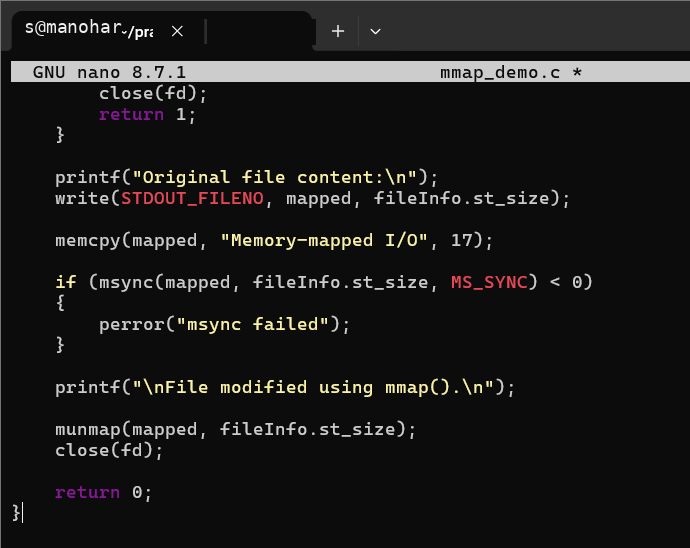 s@manohar: ~/pra
GNU nano 8.7.1 mmap_demo.c *
        close(fd);
        return 1;
    }

    printf("Original file content:\n");
    write(STDOUT_FILENO, mapped, fileInfo.st_size);

    memcpy(mapped, "Memory-mapped I/O", 17);

    if (msync(mapped, fileInfo.st_size, MS_SYNC) < 0)
    {
        perror("msync failed");
    }

    printf("\nFile modified using mmap().\n");

    munmap(mapped, fileInfo.st_size);
    close(fd);

    return 0;
}